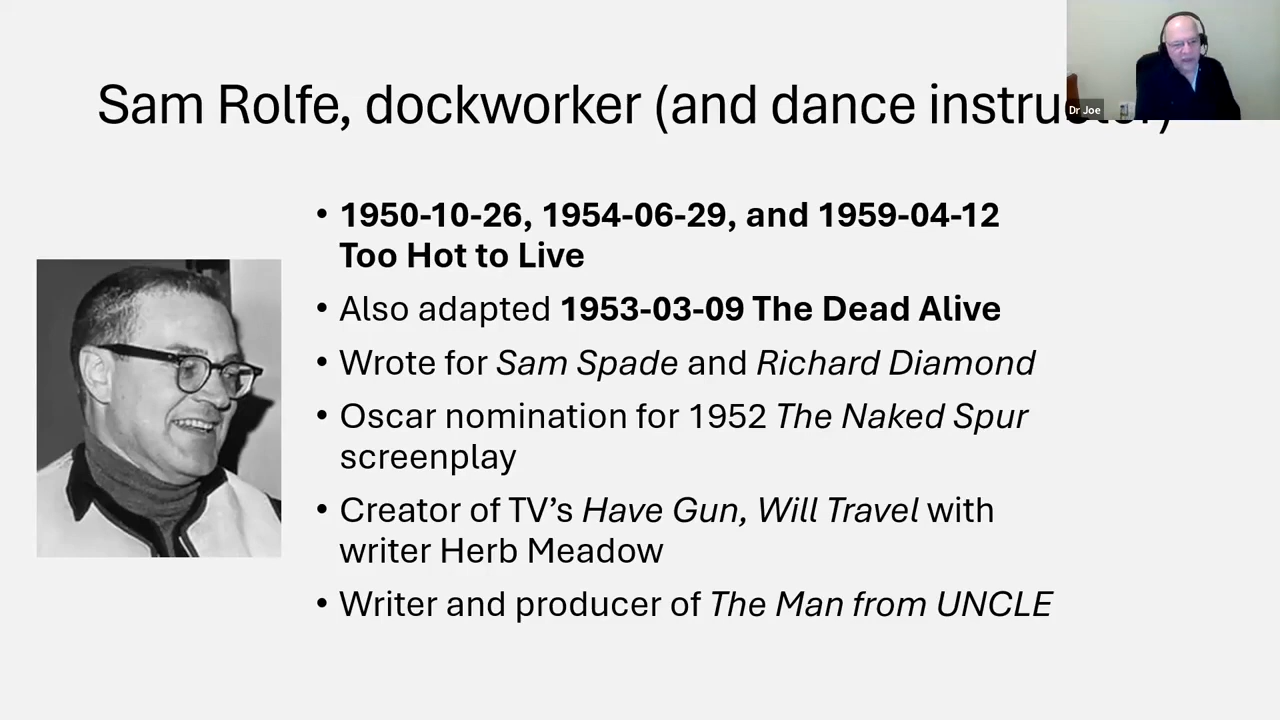 Sam Rolfe, dockworker (and dance instructor)
Dr Joe
• 1950-10-26, 1954-06-29, and 1959-04-12
Too Hot to Live
• Also adapted 1953-03-09 The Dead Alive
• Wrote for Sam Spade and Richard Diamond
• Oscar nomination for 1952 The Naked Spur
screenplay
• Creator of TV’s Have Gun, Will Travel with
writer Herb Meadow
• Writer and producer of The Man from UNCLE